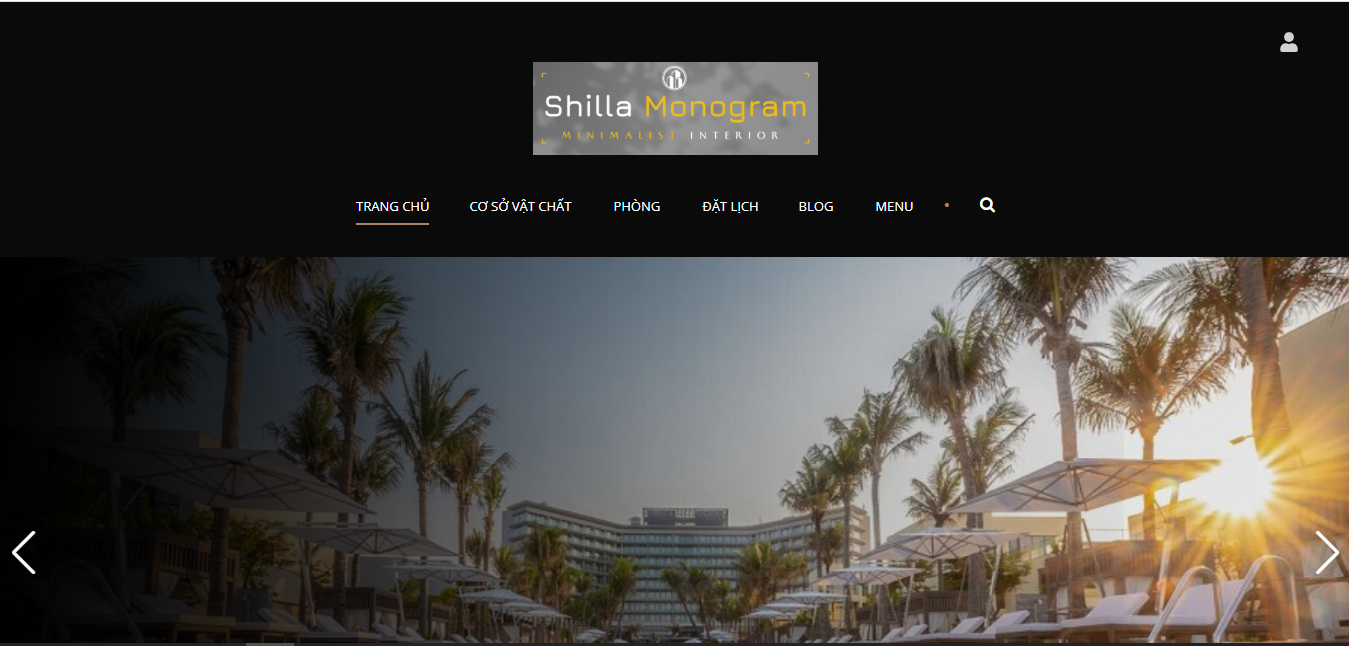 Shilla Monogram
MINIMALIST INTERIOR
TRANG CHỦ CƠ SỞ VẬT CHẤT PHÒNG ĐẶT LỊCH BLOG MENU